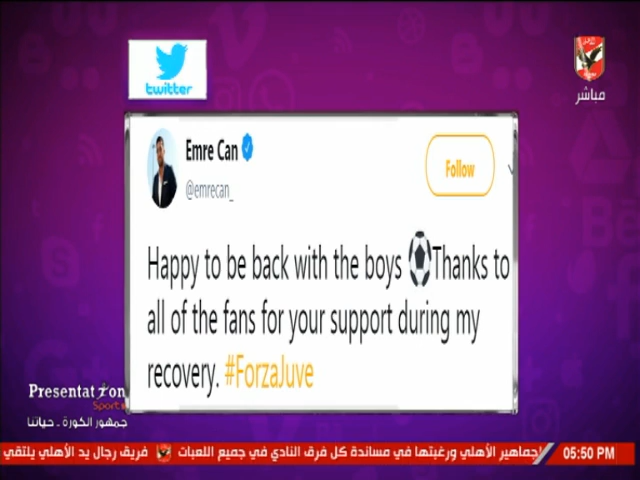 twitter
مباشر
Emre Can
@emrecan_
Follow
Happy to be back with the boys ⚽Thanks to
all of the fans for your support during my
recovery. #ForzaJuve
Presentation
Sports
جمهور الكورة - حياتنا
جماهير الأهلي ورغبتها في مساندة كل فرق النادي في جميع اللعبات
فريق رجال يد الأهلي يلتقي
05:50 PM